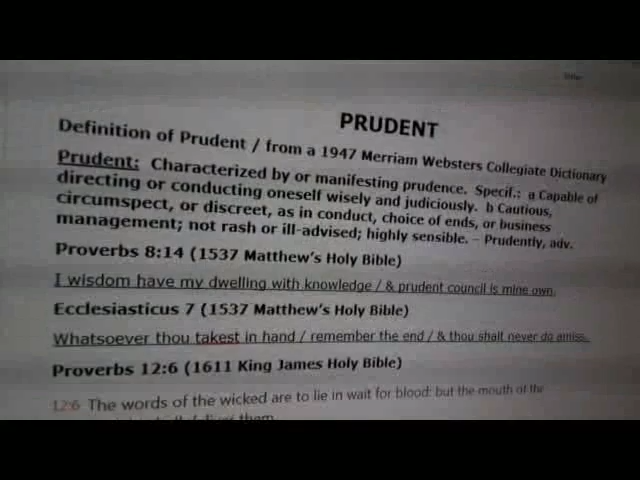 PRUDENT
Definition of Prudent / from a 1947 Merriam Websters Collegiate Dictionary
Prudent: Characterized by or manifesting prudence. Specif.: a Capable of
directing or conducting oneself wisely and judiciously. b Cautious,
circumspect, or discreet, as in conduct, choice of ends, or business
management; not rash or ill-advised; highly sensible. – Prudently, adv.
Proverbs 8:14 (1537 Matthew's Holy Bible)
I wisdom have my dwelling with knowledge / & prudent council is mine own.
Ecclesiasticus 7 (1537 Matthew's Holy Bible)
Whatsoever thou takest in hand / remember the end / & thou shalt never do amiss.
Proverbs 12:6 (1611 King James Holy Bible)
12:6 The words of the wicked are to lie in wait for blood: but the mouth of the
them.